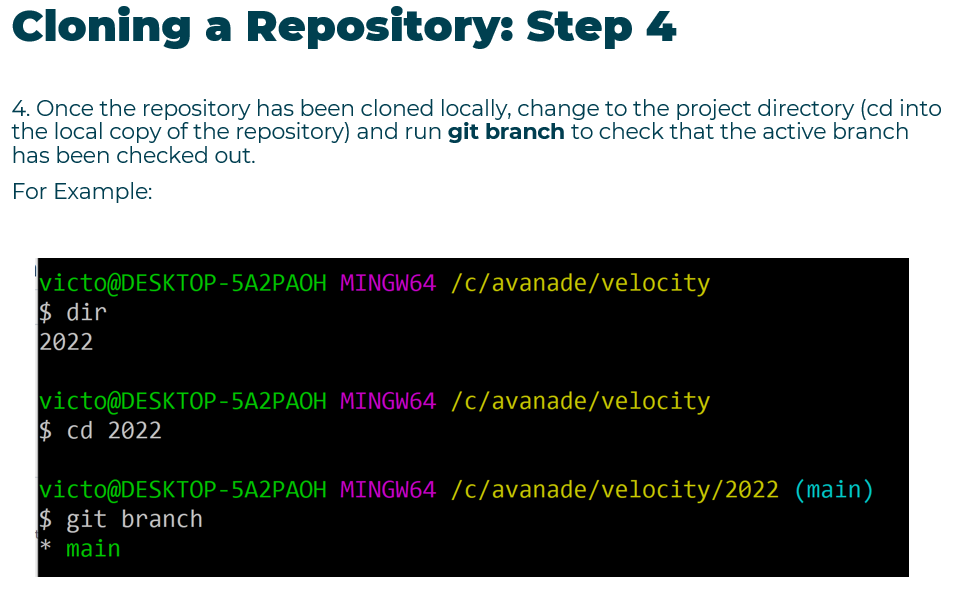 Cloning a Repository: Step 4
4. Once the repository has been cloned locally, change to the project directory (cd into
the local copy of the repository) and run git branch to check that the active branch
has been checked out.
For Example:
victo@DESKTOP-5A2PAOH MINGW64 /c/avanade/velocity
$ dir
2022
victo@DESKTOP-5A2PAOH MINGW64 /c/avanade/velocity
$ cd 2022
victo@DESKTOP-5A2PAOH MINGW64 /c/avanade/velocity/2022 (main)
$ git branch
* main